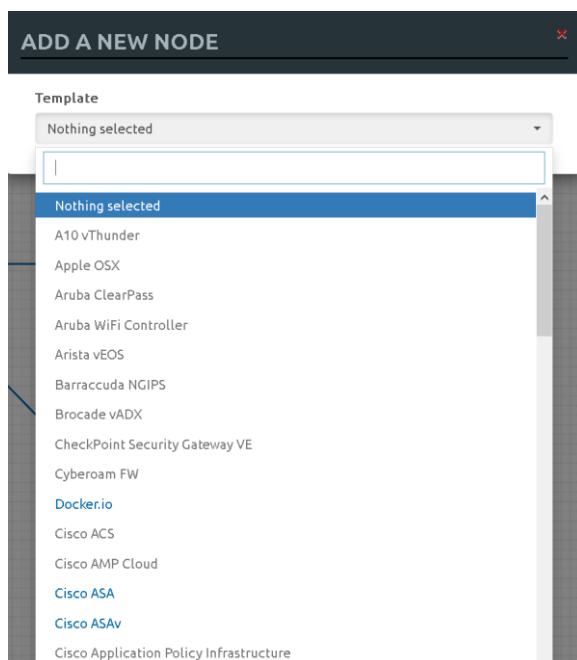 ADD A NEW NODE
Template
Nothing selected
Nothing selected
A10 vThunder
Apple OSX
Aruba ClearPass
Aruba WiFi Controller
Arista vEOS
Barraccuda NGIPS
Brocade vADX
CheckPoint Security Gateway VE
Cyberoam FW
Docker.io
Cisco ACS
Cisco AMP Cloud
Cisco ASA
Cisco ASAv
Cisco Application Policy Infrastructure